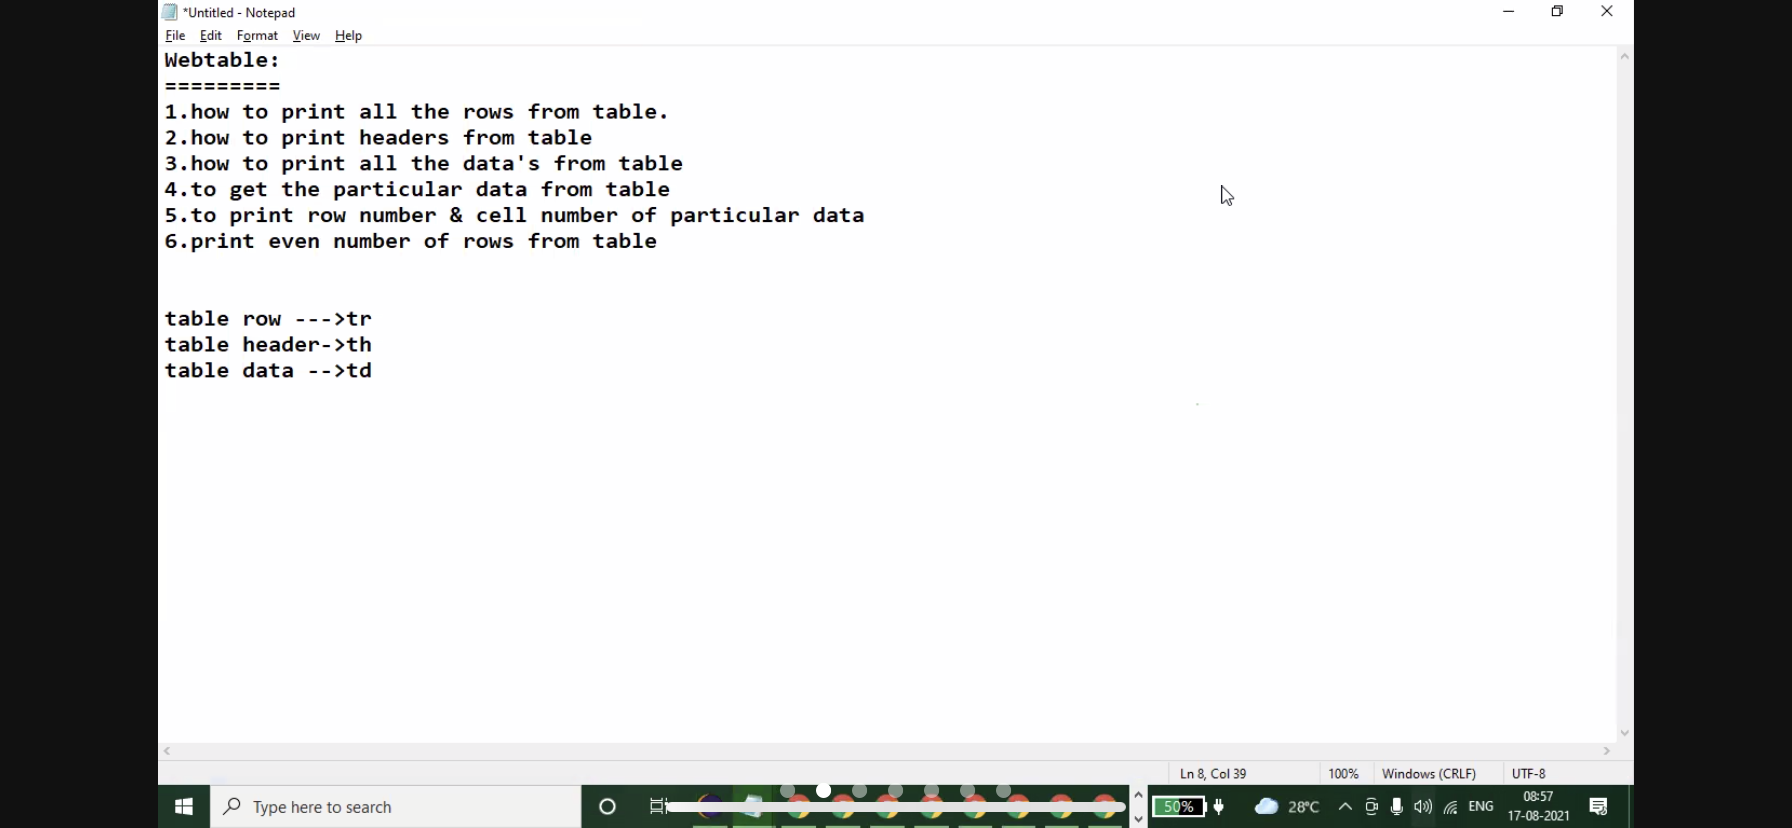 *Untitled - Notepad
File Edit Format View Help
Webtable:
=========
1.how to print all the rows from table.
2.how to print headers from table
3.how to print all the data's from table
4.to get the particular data from table
5.to print row number & cell number of particular data
6.print even number of rows from table
table row --->tr
table header->th
table data -->td
Ln 8, Col 39 100% Windows (CRLF) UTF-8
Type here to search 50% 28°C ENG 08:57
17-08-2021